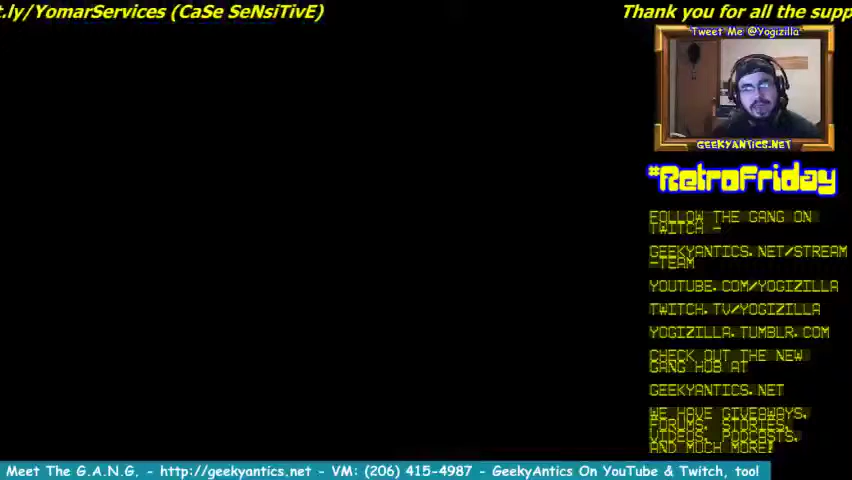 t.ly/YomarServices (CaSe SeNsiTivE)
Thank you for all the supp
Tweet Me @Yogizilla
GEEKYANTICS.NET
#RetroFriday
FOLLOW THE GANG ON
TWITCH -
GEEKYANTICS.NET/STREAM
-TEAM
YOUTUBE.COM/YOGIZILLA
TWITCH.TV/YOGIZILLA
YOGIZILLA.TUMBLR.COM
CHECK OUT THE NEW
GANG HUB AT
GEEKYANTICS.NET
WE HAVE GIVEAWAYS,
FORUMS, STORIES,
VIDEOS, PODCASTS,
AND MUCH MORE!
Meet The G.A.N.G. - http://geekyantics.net - VM: (206) 415-4987 - GeekyAntics On YouTube & Twitch, too!